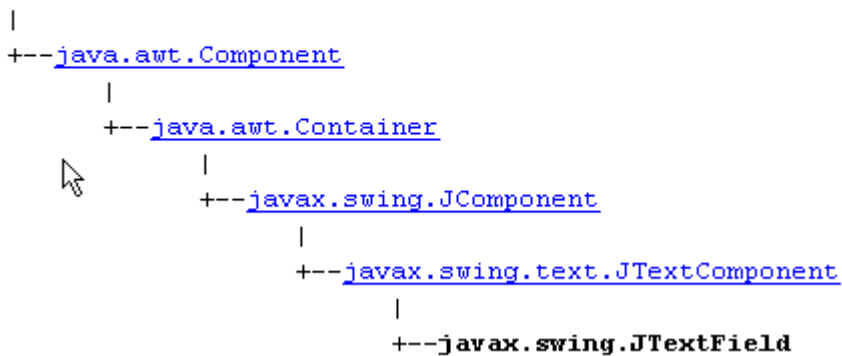 |
+--java.awt.Component
|
+--java.awt.Container
|
+--javax.swing.JComponent
|
+--javax.swing.text.JTextComponent
|
+--javax.swing.JTextField